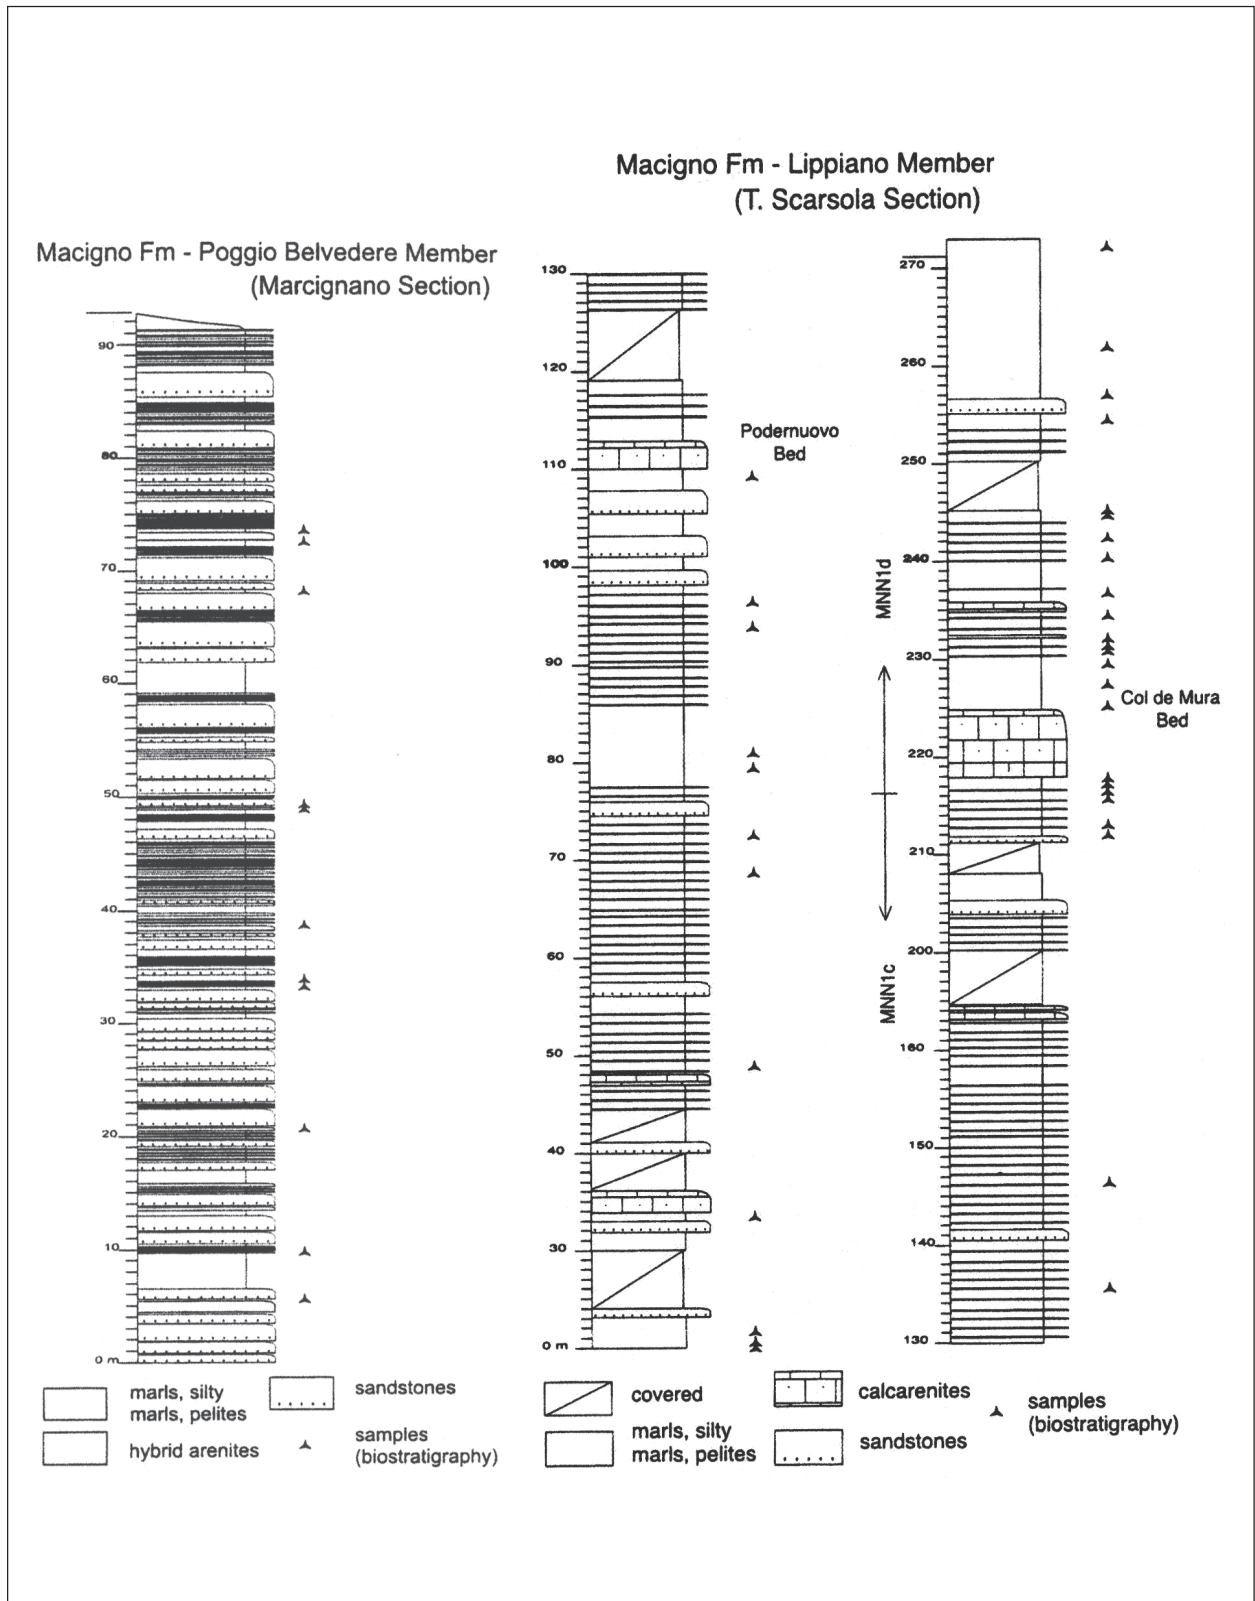 Macigno Fm - Lippiano Member
(T. Scarsola Section)
Macigno Fm - Poggio Belvedere Member
(Marcignano Section)
90
80
70
60
50
40
30
20
10
0 m
130
120
110
100
90
80
70
60
50
40
30
0 m
Podernuovo
Bed
270
260
250
240
230
220
210
200
160
150
140
130
MNN1d
MNN1c
Col de Mura
Bed
marls, silty
marls, pelites
hybrid arenites
sandstones
samples
(biostratigraphy)
covered
marls, silty
marls, pelites
calcarenites
sandstones
samples
(biostratigraphy)